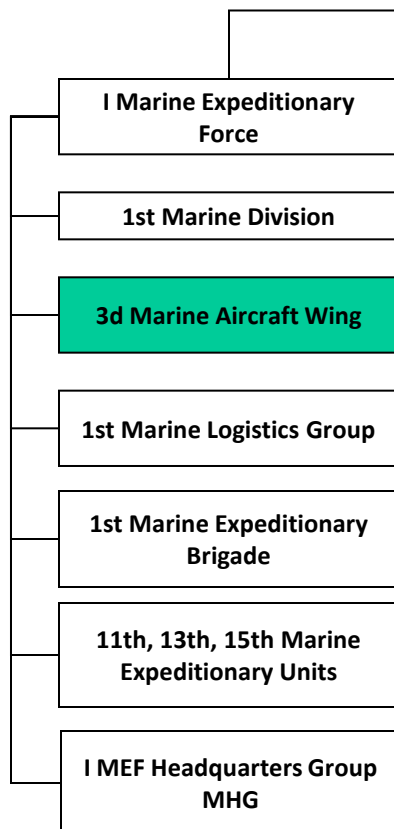 I Marine Expeditionary
Force
1st Marine Division
3d Marine Aircraft Wing
1st Marine Logistics Group
1st Marine Expeditionary
Brigade
11th, 13th, 15th Marine
Expeditionary Units
I MEF Headquarters Group
MHG